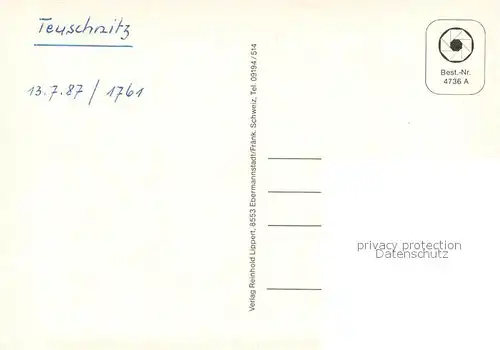 Teuschnitz
13.7.87 / 1761
Best.-Nr.
4736 A
Verlag Reinhold Lippert, 8553 Ebermannstadt/Fränk. Schweiz, Tel. 09194/514
privacy protection
Datenschutz